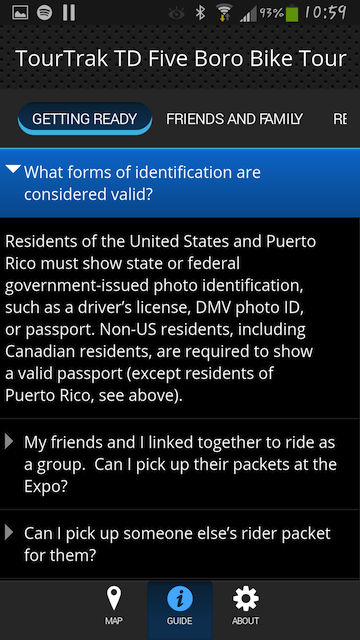 93% 10:59
TourTrak TD Five Boro Bike Tour
GETTING READY FRIENDS AND FAMILY RE
What forms of identification are
considered valid?
Residents of the United States and Puerto
Rico must show state or federal
government-issued photo identification,
such as a driver’s license, DMV photo ID,
or passport. Non-US residents, including
Canadian residents, are required to show
a valid passport (except residents of
Puerto Rico, see above).
My friends and I linked together to ride as
a group.  Can I pick up their packets at the
Expo?
Can I pick up someone else’s rider packet
for them?
MAP GUIDE ABOUT